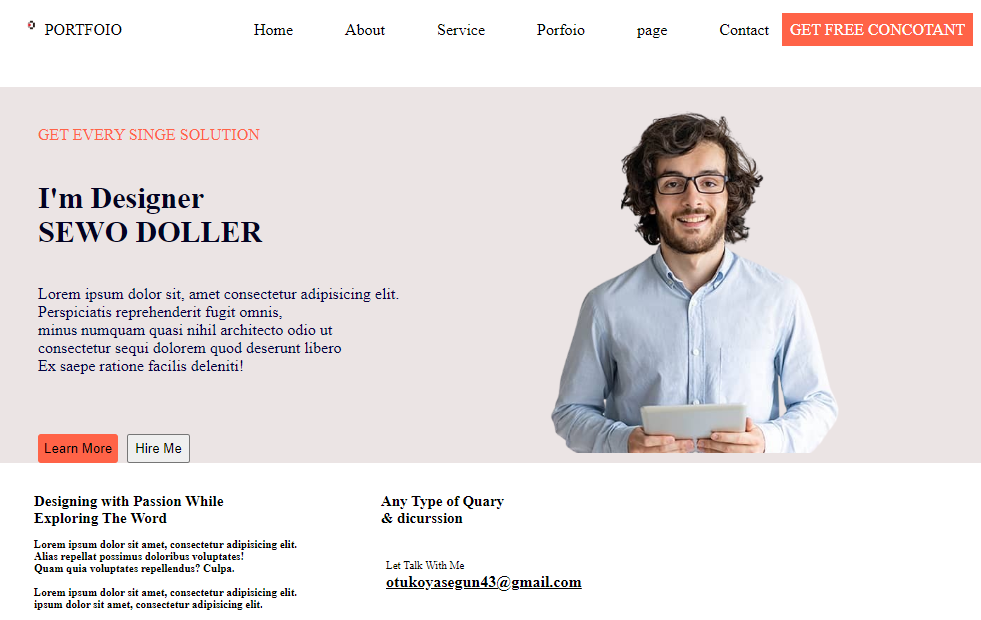 PORTFOIO
Home
About
Service
Porfoio
page
Contact
GET FREE CONCOTANT
GET EVERY SINGE SOLUTION
I'm Designer
SEWO DOLLER
Lorem ipsum dolor sit, amet consectetur adipisicing elit.
Perspiciatis reprehenderit fugit omnis,
minus numquam quasi nihil architecto odio ut
consectetur sequi dolorem quod deserunt libero
Ex saepe ratione facilis deleniti!
Learn More
Hire Me
Designing with Passion While
Exploring The Word
Lorem ipsum dolor sit amet, consectetur adipisicing elit.
Alias repellat possimus doloribus voluptates!
Quam quia voluptates repellendus? Culpa.
Lorem ipsum dolor sit amet, consectetur adipisicing elit.
ipsum dolor sit amet, consectetur adipisicing elit.
Any Type of Quary
& dicurssion
Let Talk With Me
otukoyasegun43@gmail.com